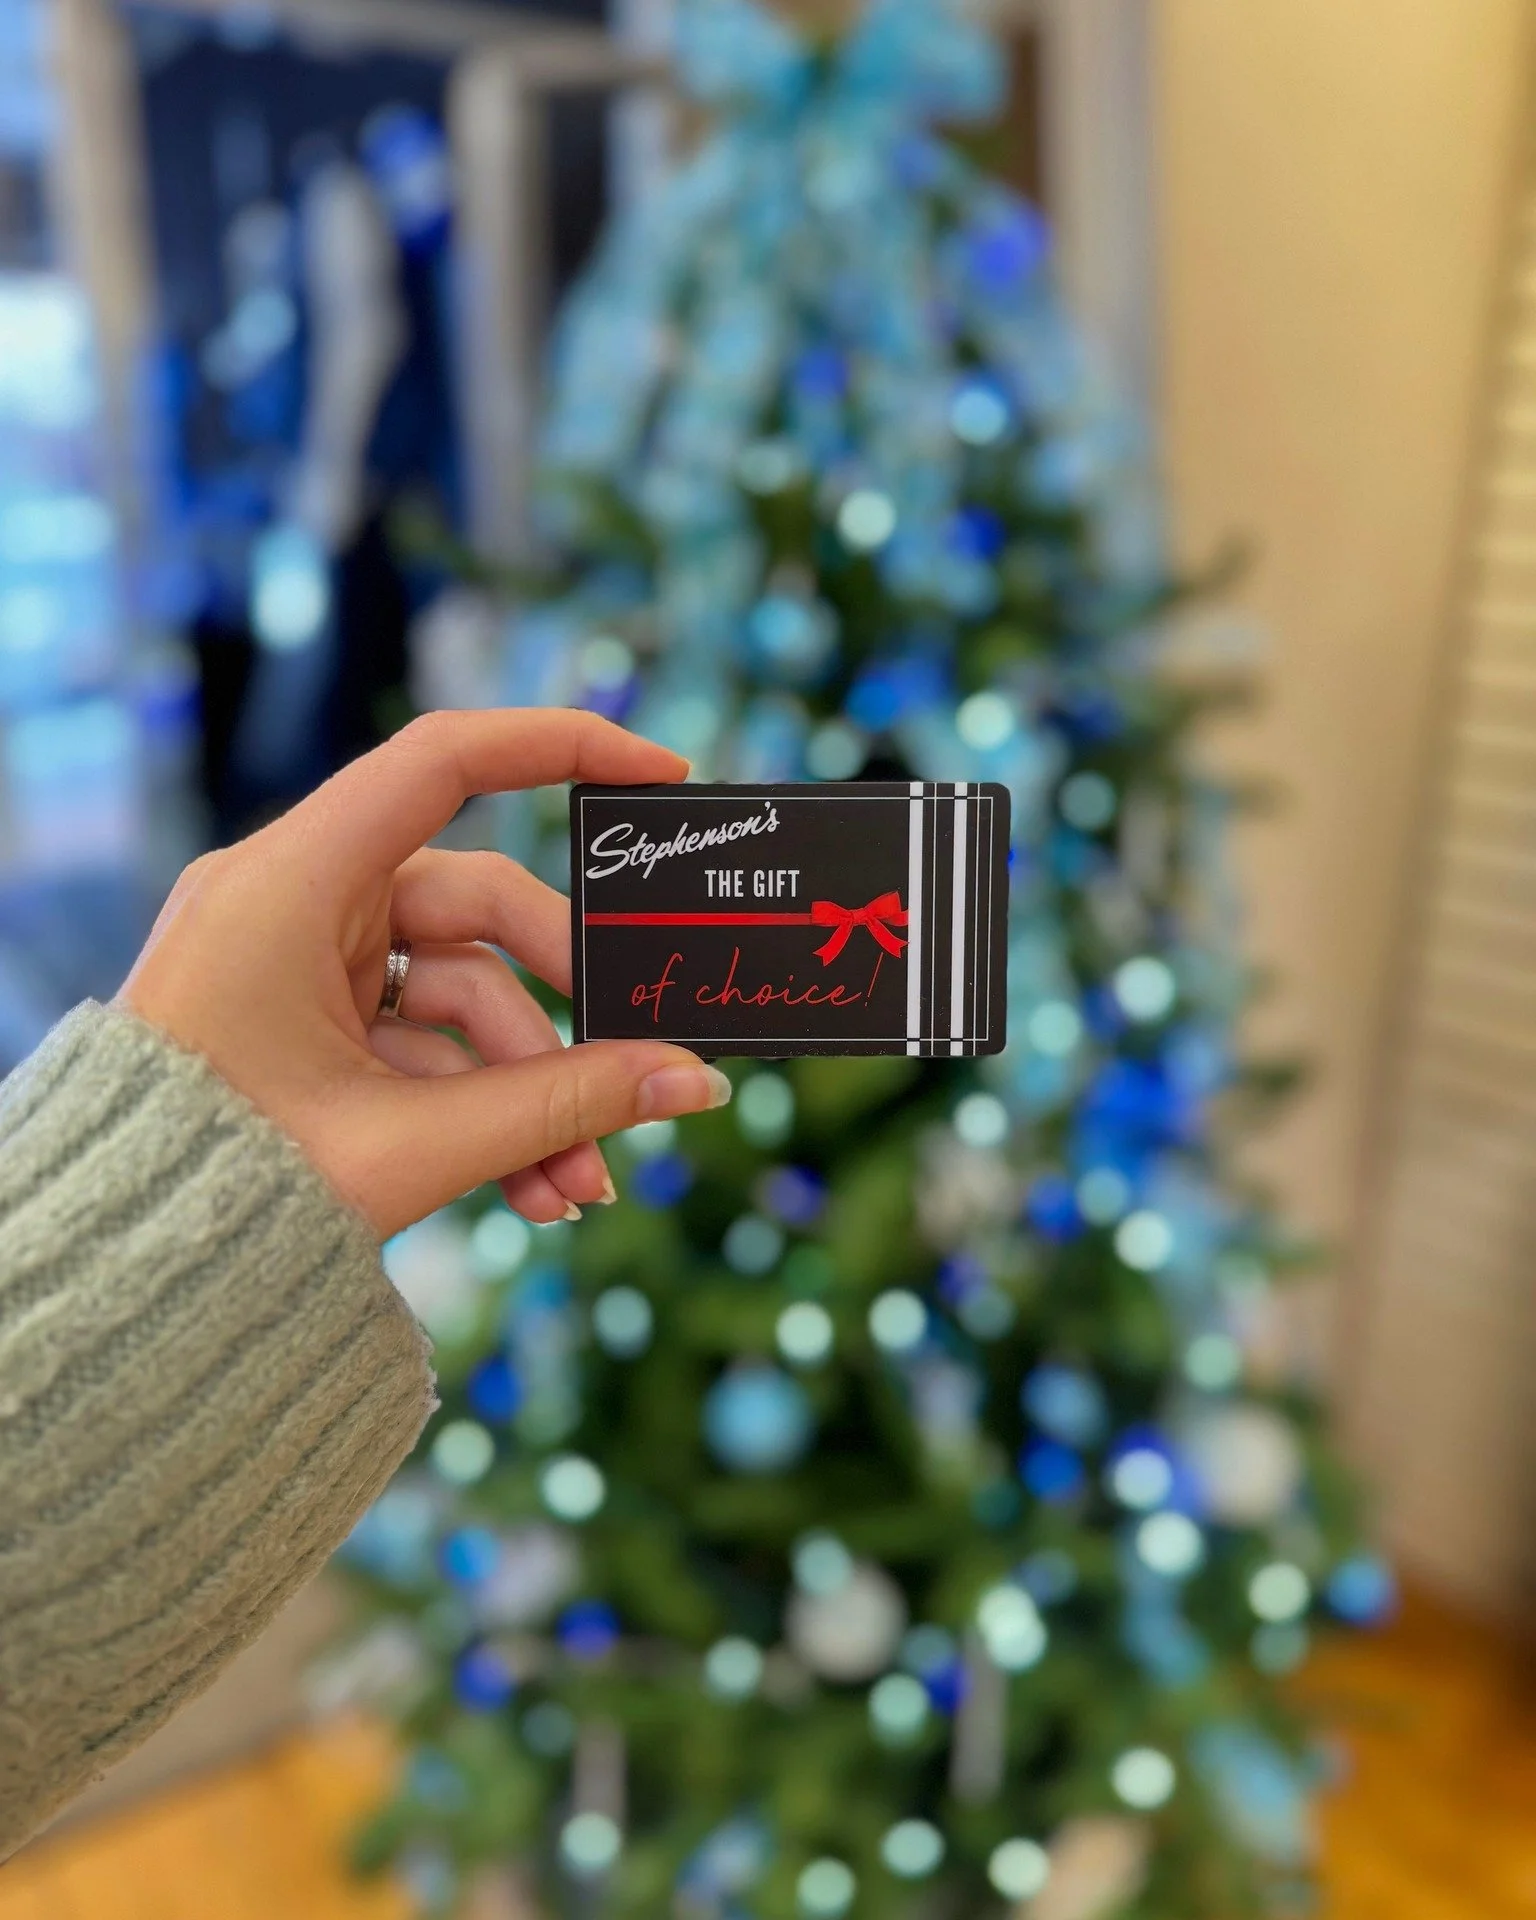 Stephenson's
THE GIFT
of choice!